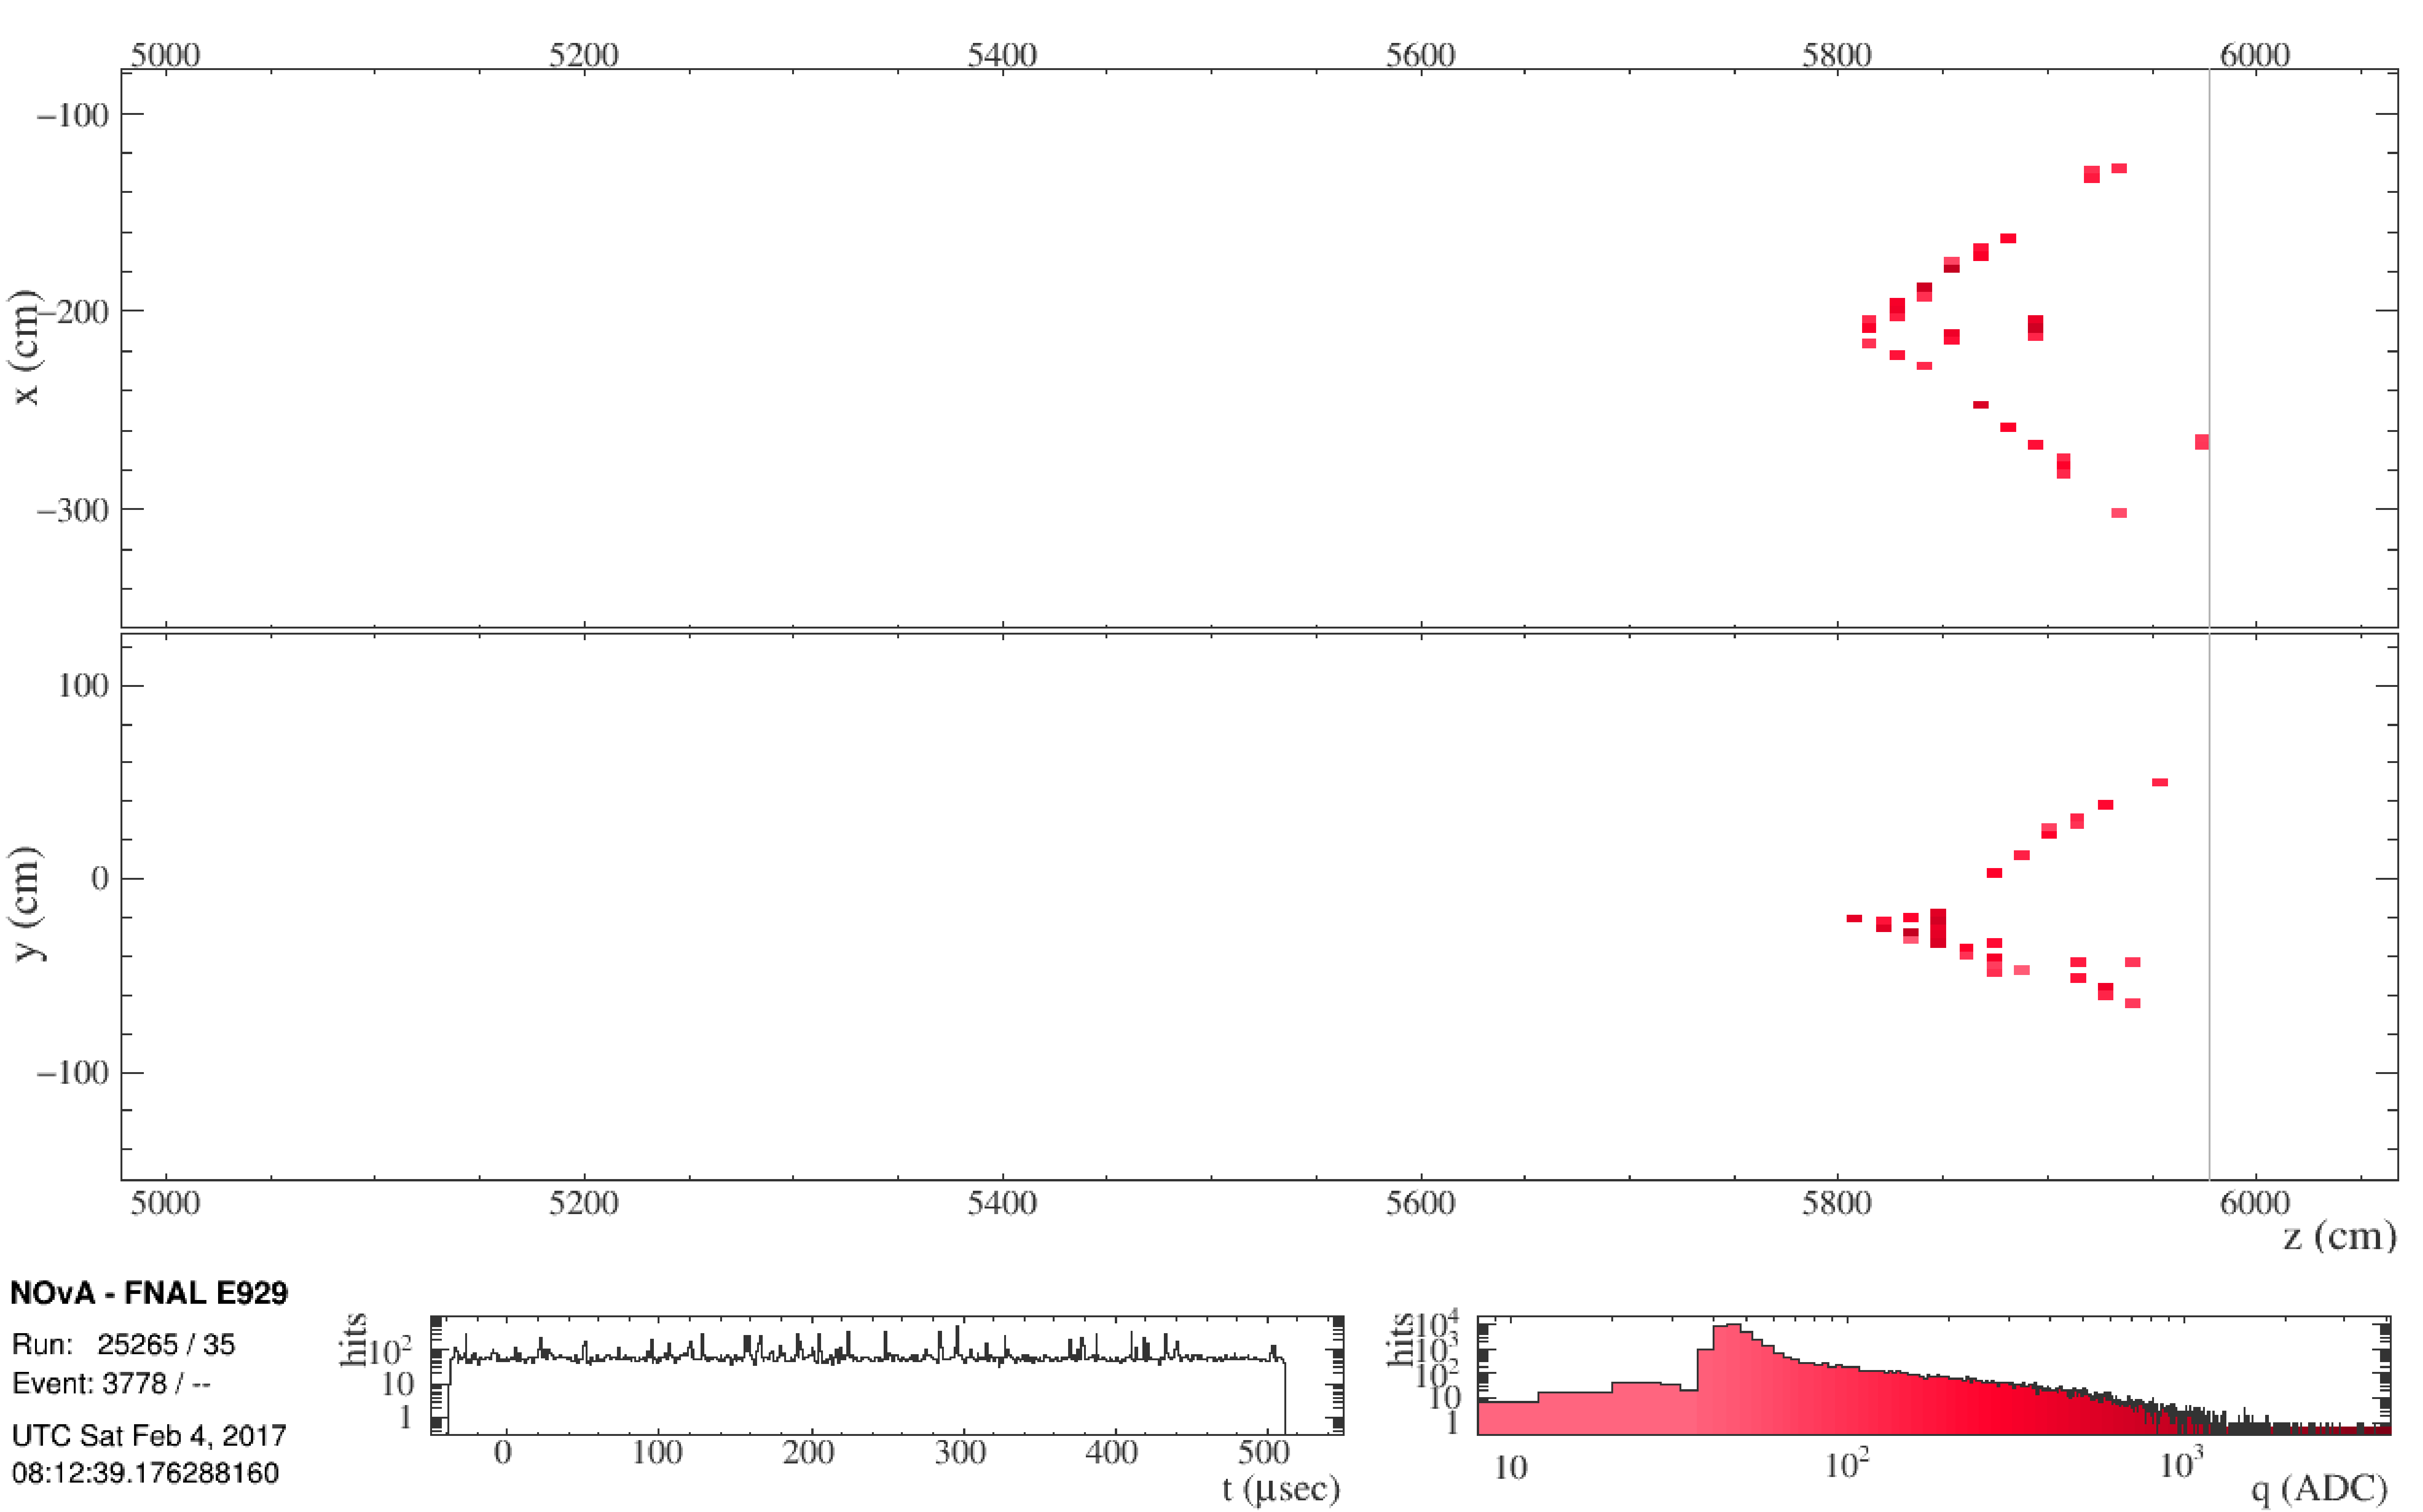 5000 5200 5400 5600 5800 6000
−100
−200
−300
x (cm)
100
0
−100
y (cm)
5000 5200 5400 5600 5800 6000
z (cm)
NOvA - FNAL E929
Run: 25265 / 35
Event: 3778 / --
UTC Sat Feb 4, 2017
08:12:39.176288160
hits
10²
10
1
0 100 200 300 400 500
t (μsec)
hits
10⁴
10³
10²
10
1
10 10² 10³
q (ADC)